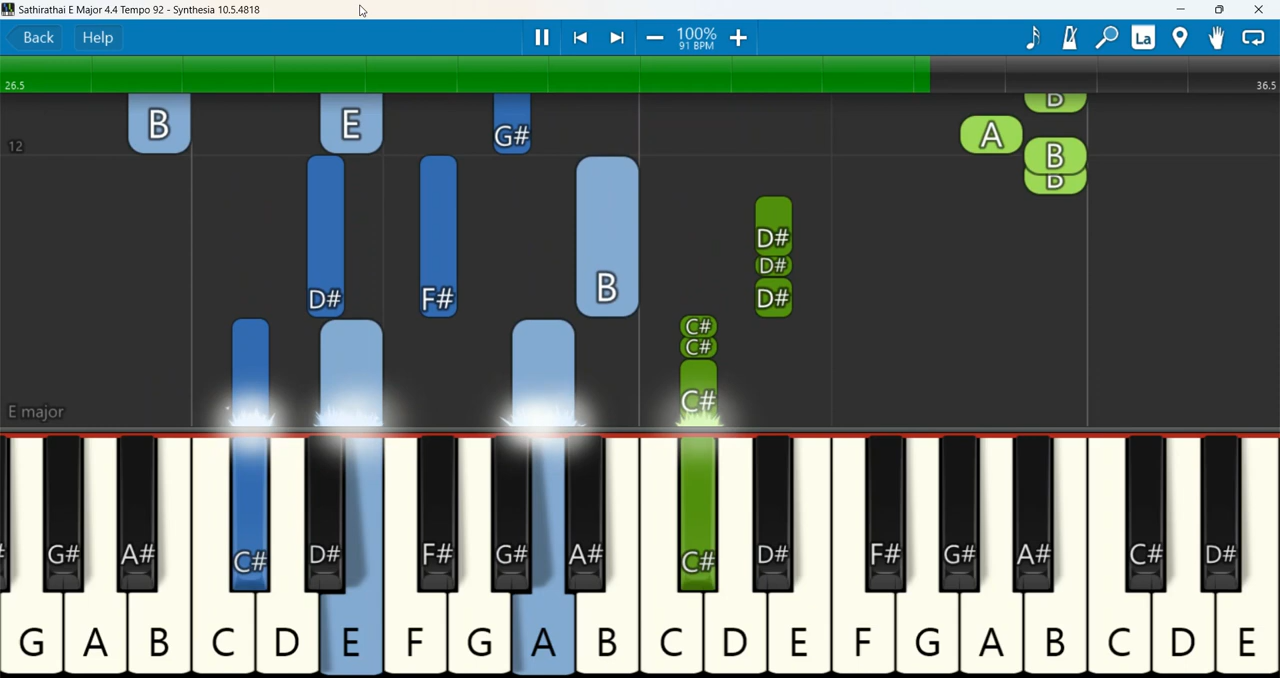 Sathirathai E Major 4.4 Tempo 92 - Synthesia 10.5.4818
Back Help 100% La
91 BPM
26.5 36.5
B
B E G# A
12 B
B
D#
D#
D# F# B D#
C#
C#
E major C#
G# A# C# D# F# G# A# C# D# F# G# A# C# D#
G A B C D E F G A B C D E F G A B C D E